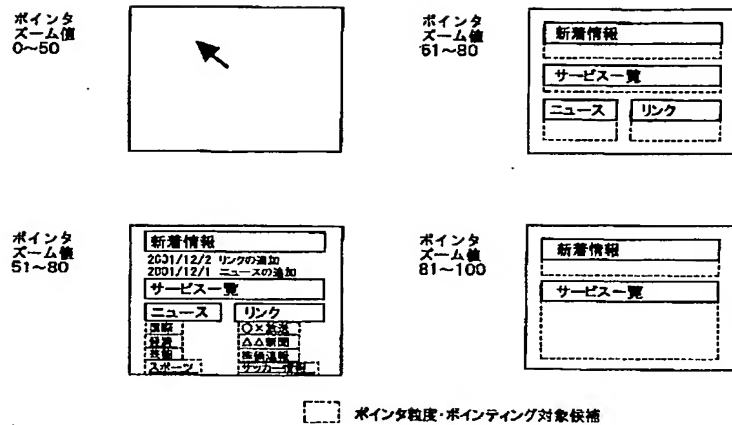 ポインタ
ズーム値
0～50
ポインタ
ズーム値
61～80
新着情報
サービス一覧
ニュース
リンク
ポインタ
ズーム値
51～80
新着情報
2001/12/2 リンクの追加
2001/12/1 ニュースの追加
サービス一覧
ニュース
リンク
国際
○×放送
経済
△△新聞
芸能
株価速報
スポーツ
サッカー情報
ポインタ
ズーム値
81～100
新着情報
サービス一覧
ポインタ粒度・ポインティング対象候補